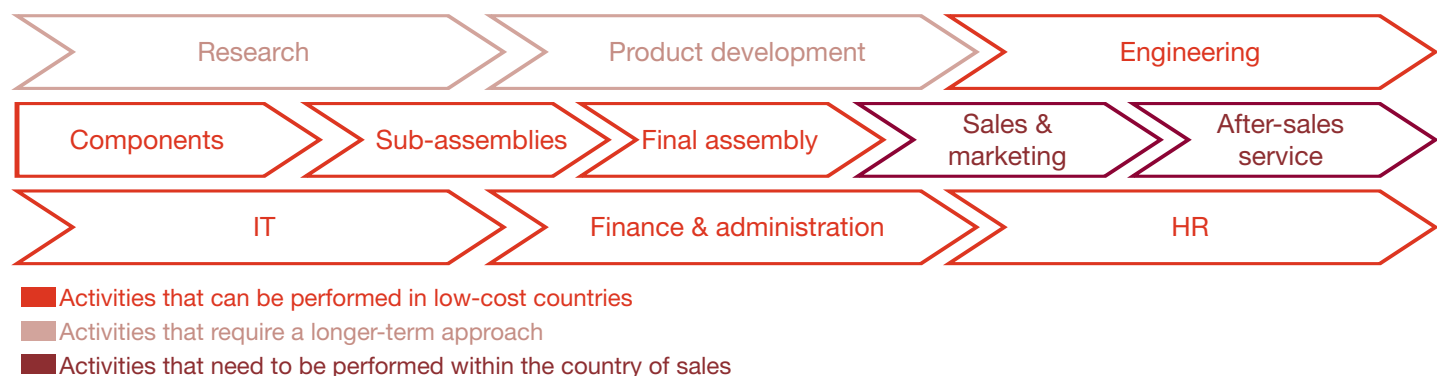 Research
Product development
Engineering
Components
Sub-assemblies
Final assembly
Sales &
marketing
After-sales
service
IT
Finance & administration
HR
Activities that can be performed in low-cost countries
Activities that require a longer-term approach
Activities that need to be performed within the country of sales